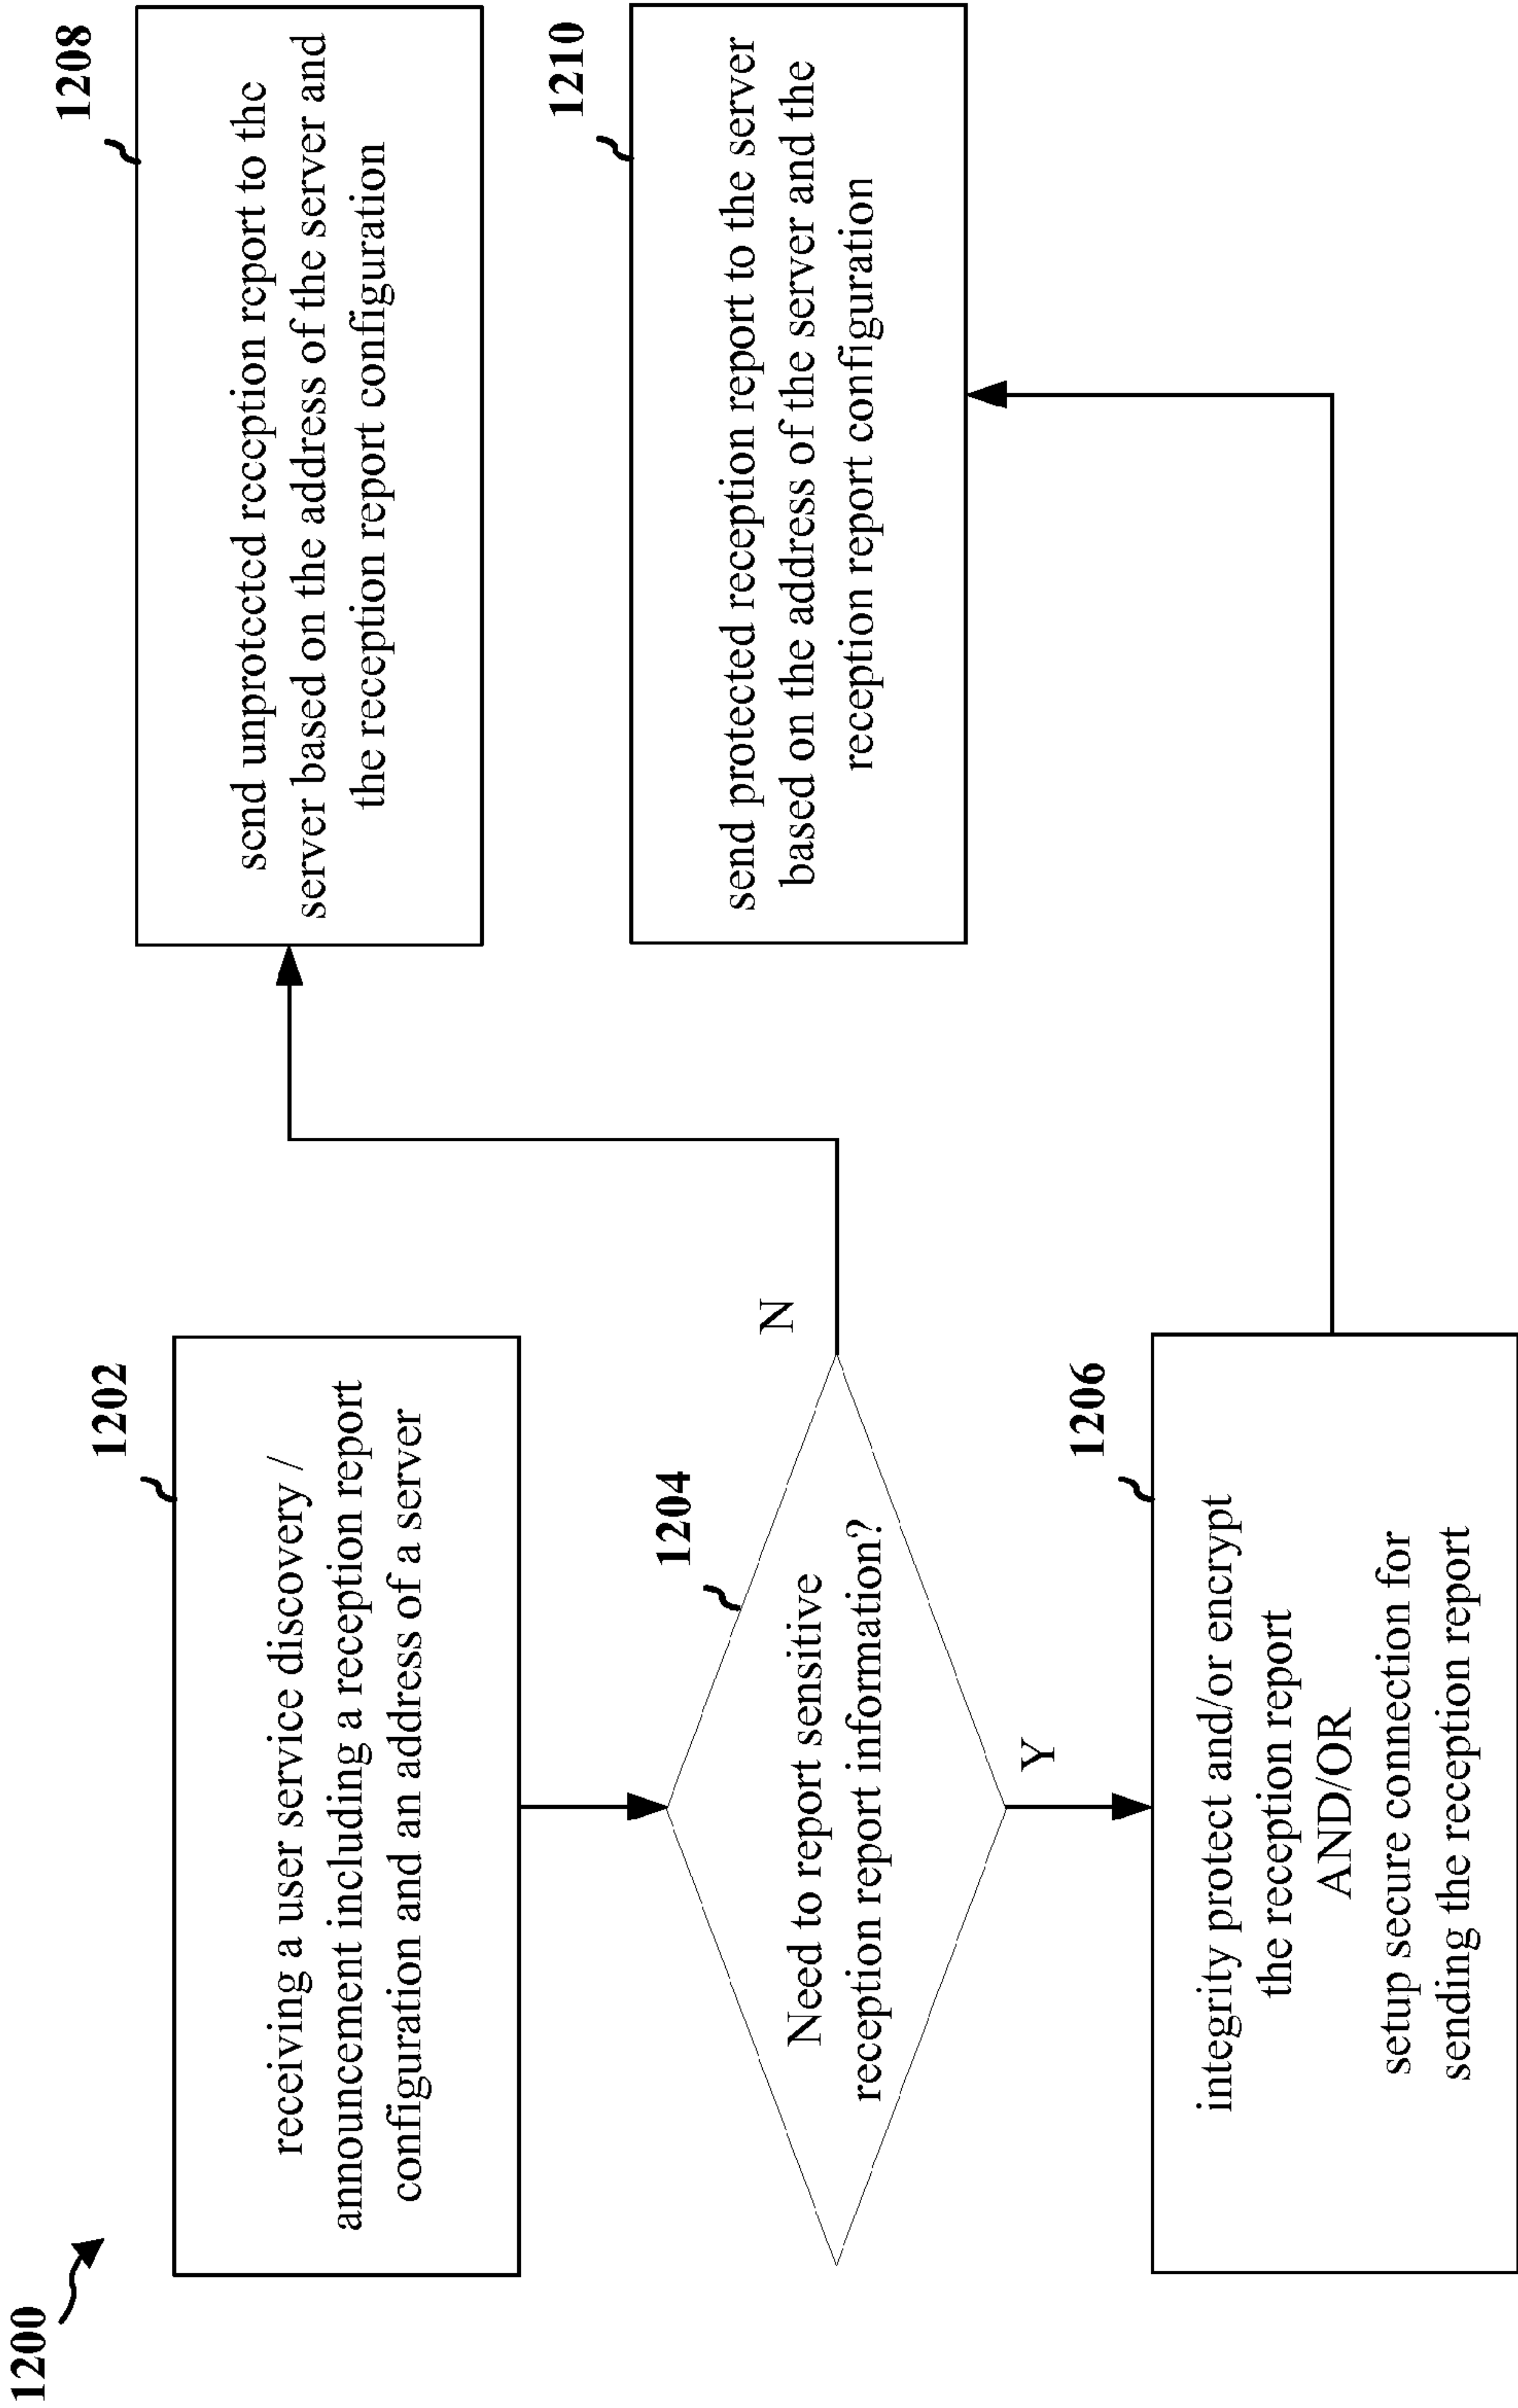 1200
1202
receiving a user service discovery /
announcement including a reception report
configuration and an address of a server
1204
Need to report sensitive
reception report information?
N
Y
1206
integrity protect and/or encrypt
the reception report
AND/OR
setup secure connection for
sending the reception report
1208
send unprotected reception report to the
server based on the address of the server and
the reception report configuration
1210
send protected reception report to the server
based on the address of the server and the
reception report configuration